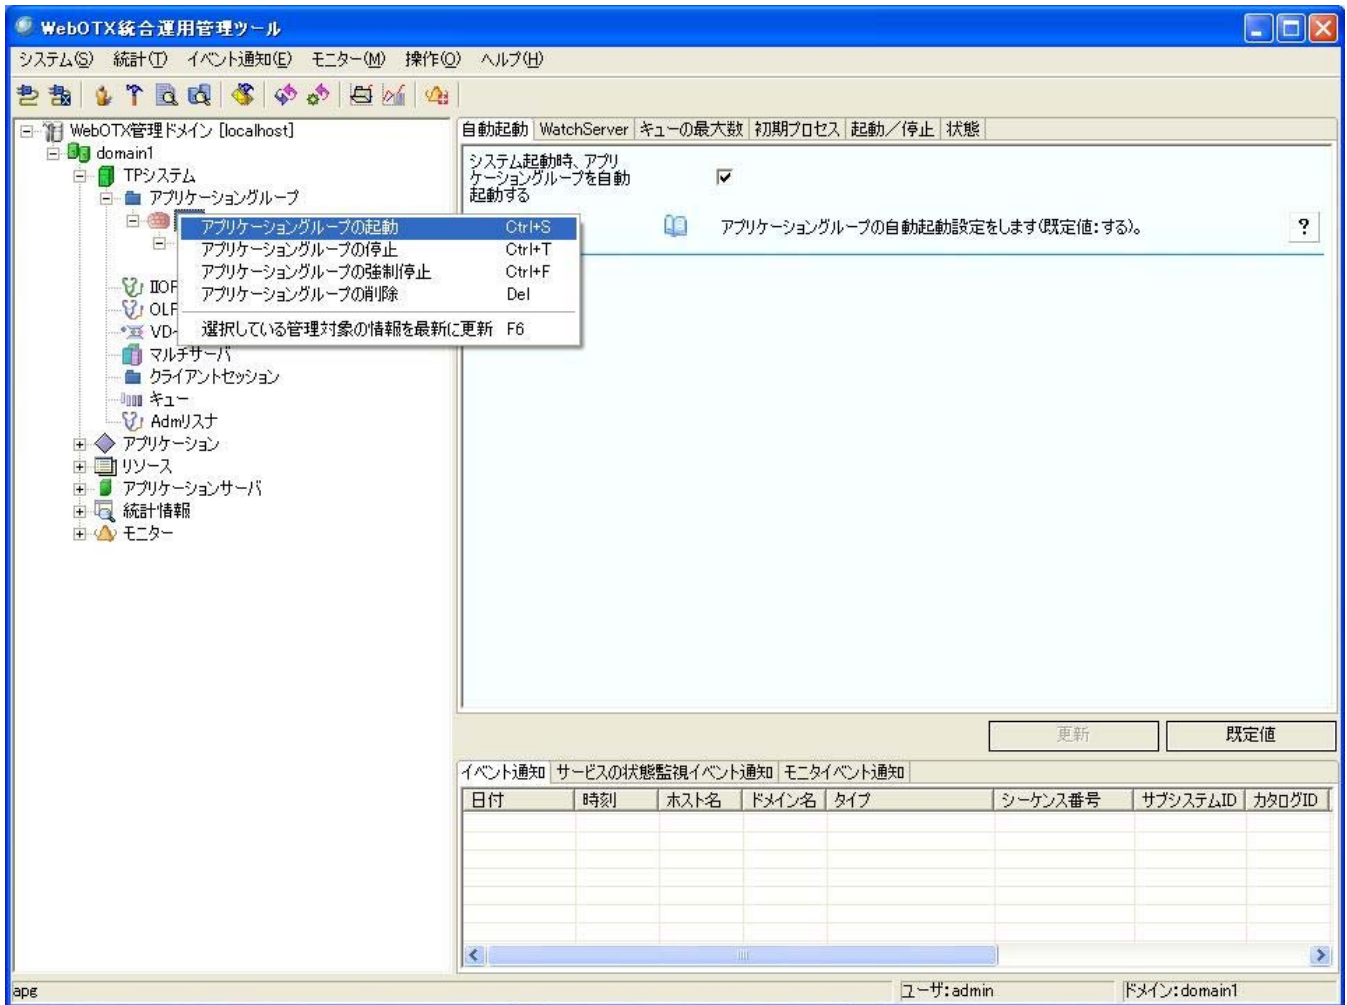 WebOTX統合運用管理ツール
システム(S) 統計(T) イベント通知(E) モニター(M) 操作(O) ヘルプ(H)
WebOTX管理ドメイン [localhost]
domain1
TPシステム
アプリケーショングループ
アプリケーショングループの起動 Ctrl+S
アプリケーショングループの停止 Ctrl+T
アプリケーショングループの強制停止 Ctrl+F
アプリケーショングループの削除 Del
選択している管理対象の情報を最新に更新 F6
IIOP
OLF
VD-
マルチサーバ
クライアントセッション
キュー
Admリスナ
アプリケーション
リソース
アプリケーションサーバ
統計情報
モニター
自動起動 WatchServer キューの最大数 初期プロセス 起動／停止 状態
システム起動時、アプリ
ケーショングループを自動
起動する
アプリケーショングループの自動起動設定をします(既定値：する)。 ?
更新 既定値
イベント通知 サービスの状態監視イベント通知 モニタイベント通知
日付 時刻 ホスト名 ドメイン名 タイプ シーケンス番号 サブシステムID カタログID
apg ユーザ:admin ドメイン:domain1